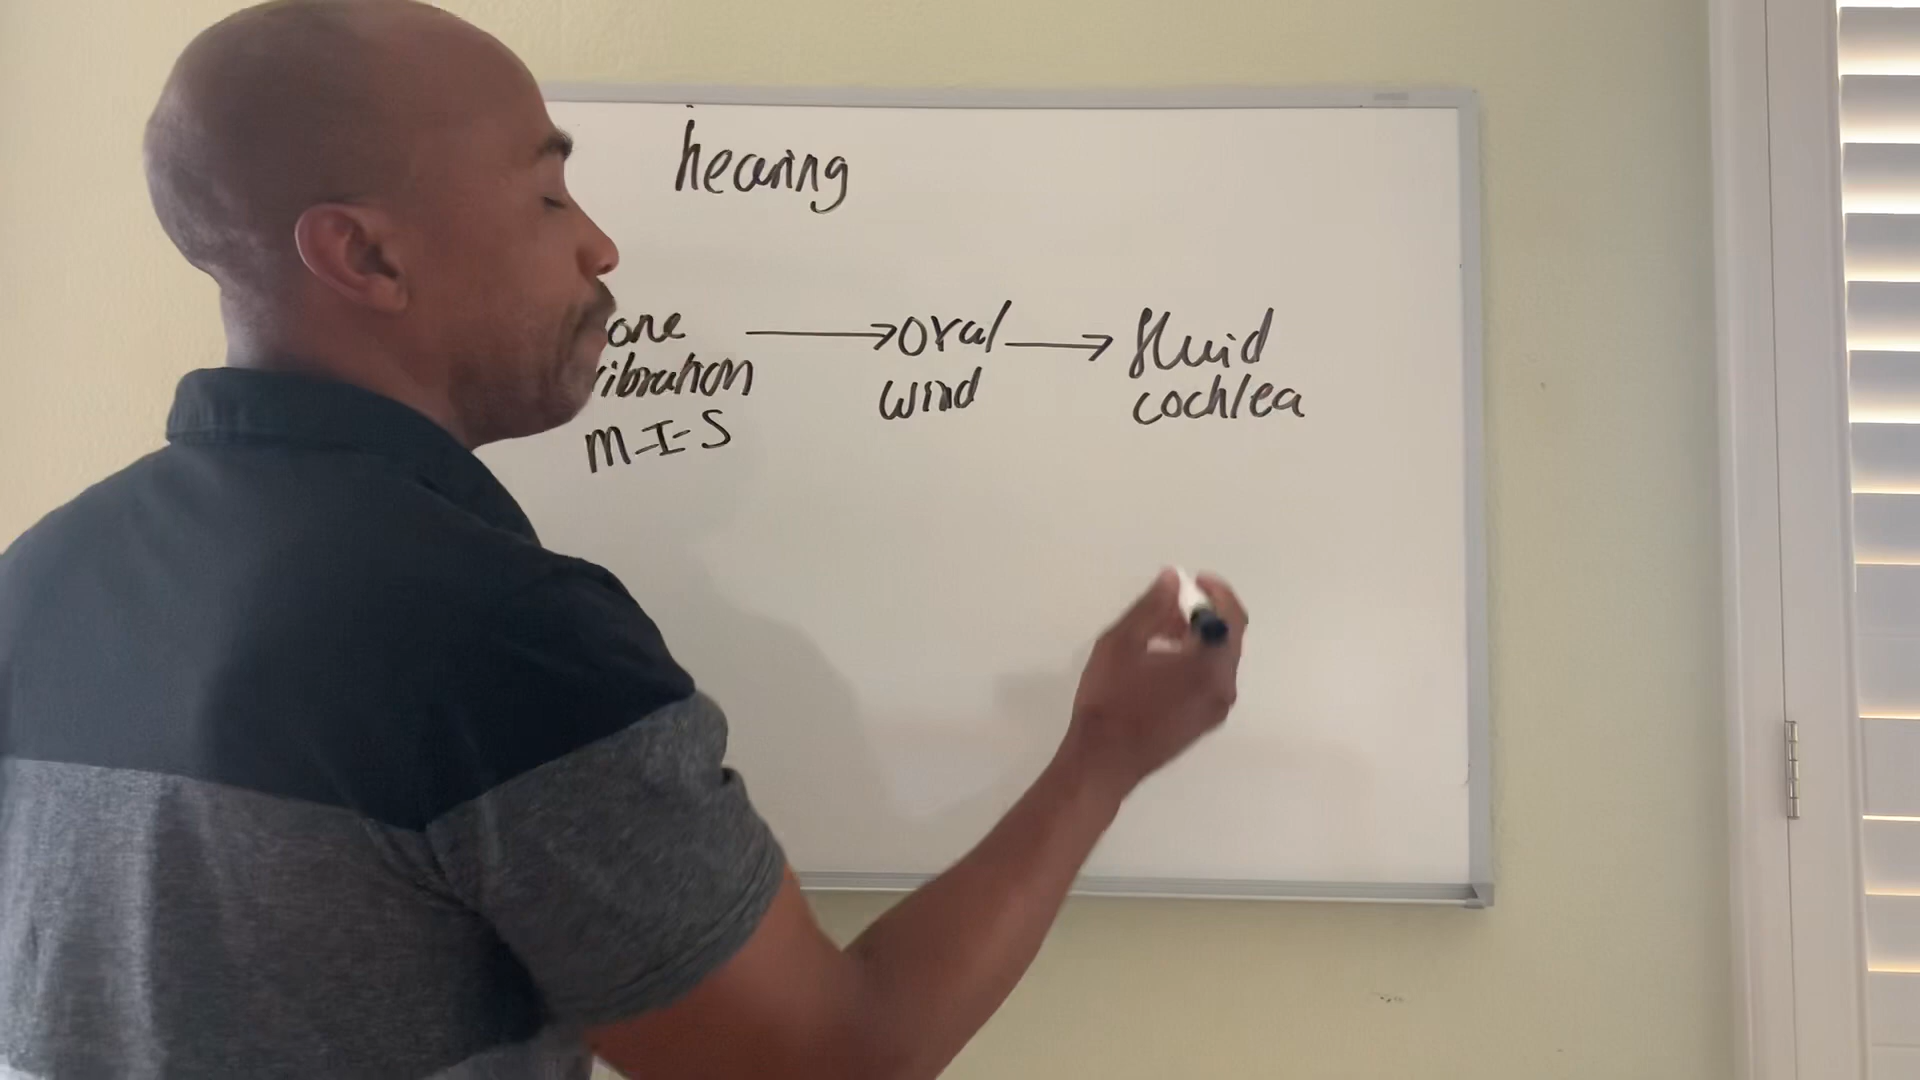 hearing
one → oral → fluid
ibration wind cochlea
M-I-S